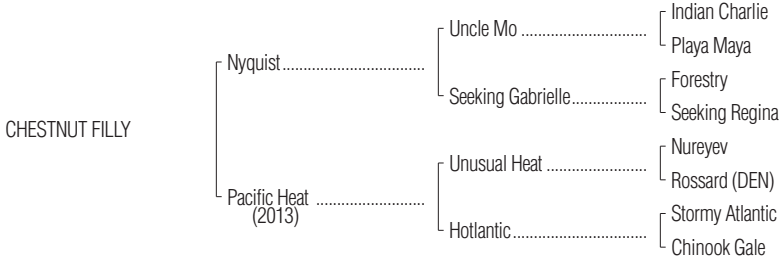 Indian Charlie
Uncle Mo ..............................
Playa Maya
Nyquist..................................
Forestry
Seeking Gabrielle..................
Seeking Regina
CHESTNUT FILLY
Nureyev
Unusual Heat ........................
Rossard (DEN)
Pacific Heat ..........................
(2013)
Stormy Atlantic
Hotlantic................................
Chinook Gale